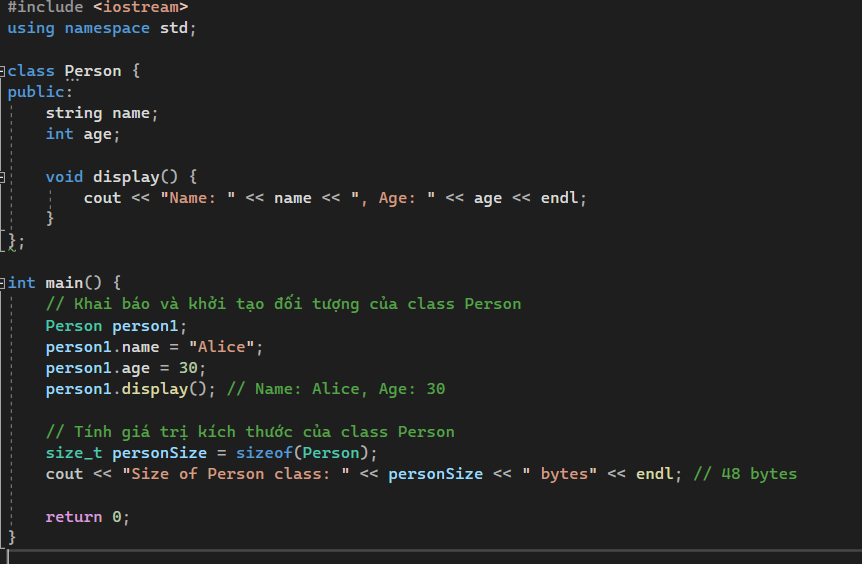 #include <iostream>
using namespace std;
class Person {
public:
string name;
int age;
void display() {
cout << "Name: " << name << ", Age: " << age << endl;
}
};
int main() {
// Khai báo và khởi tạo đối tượng của class Person
Person person1;
person1.name = "Alice";
person1.age = 30;
person1.display(); // Name: Alice, Age: 30
// Tính giá trị kích thước của class Person
size_t personSize = sizeof(Person);
cout << "Size of Person class: " << personSize << " bytes" << endl; // 48 bytes
return 0;
}